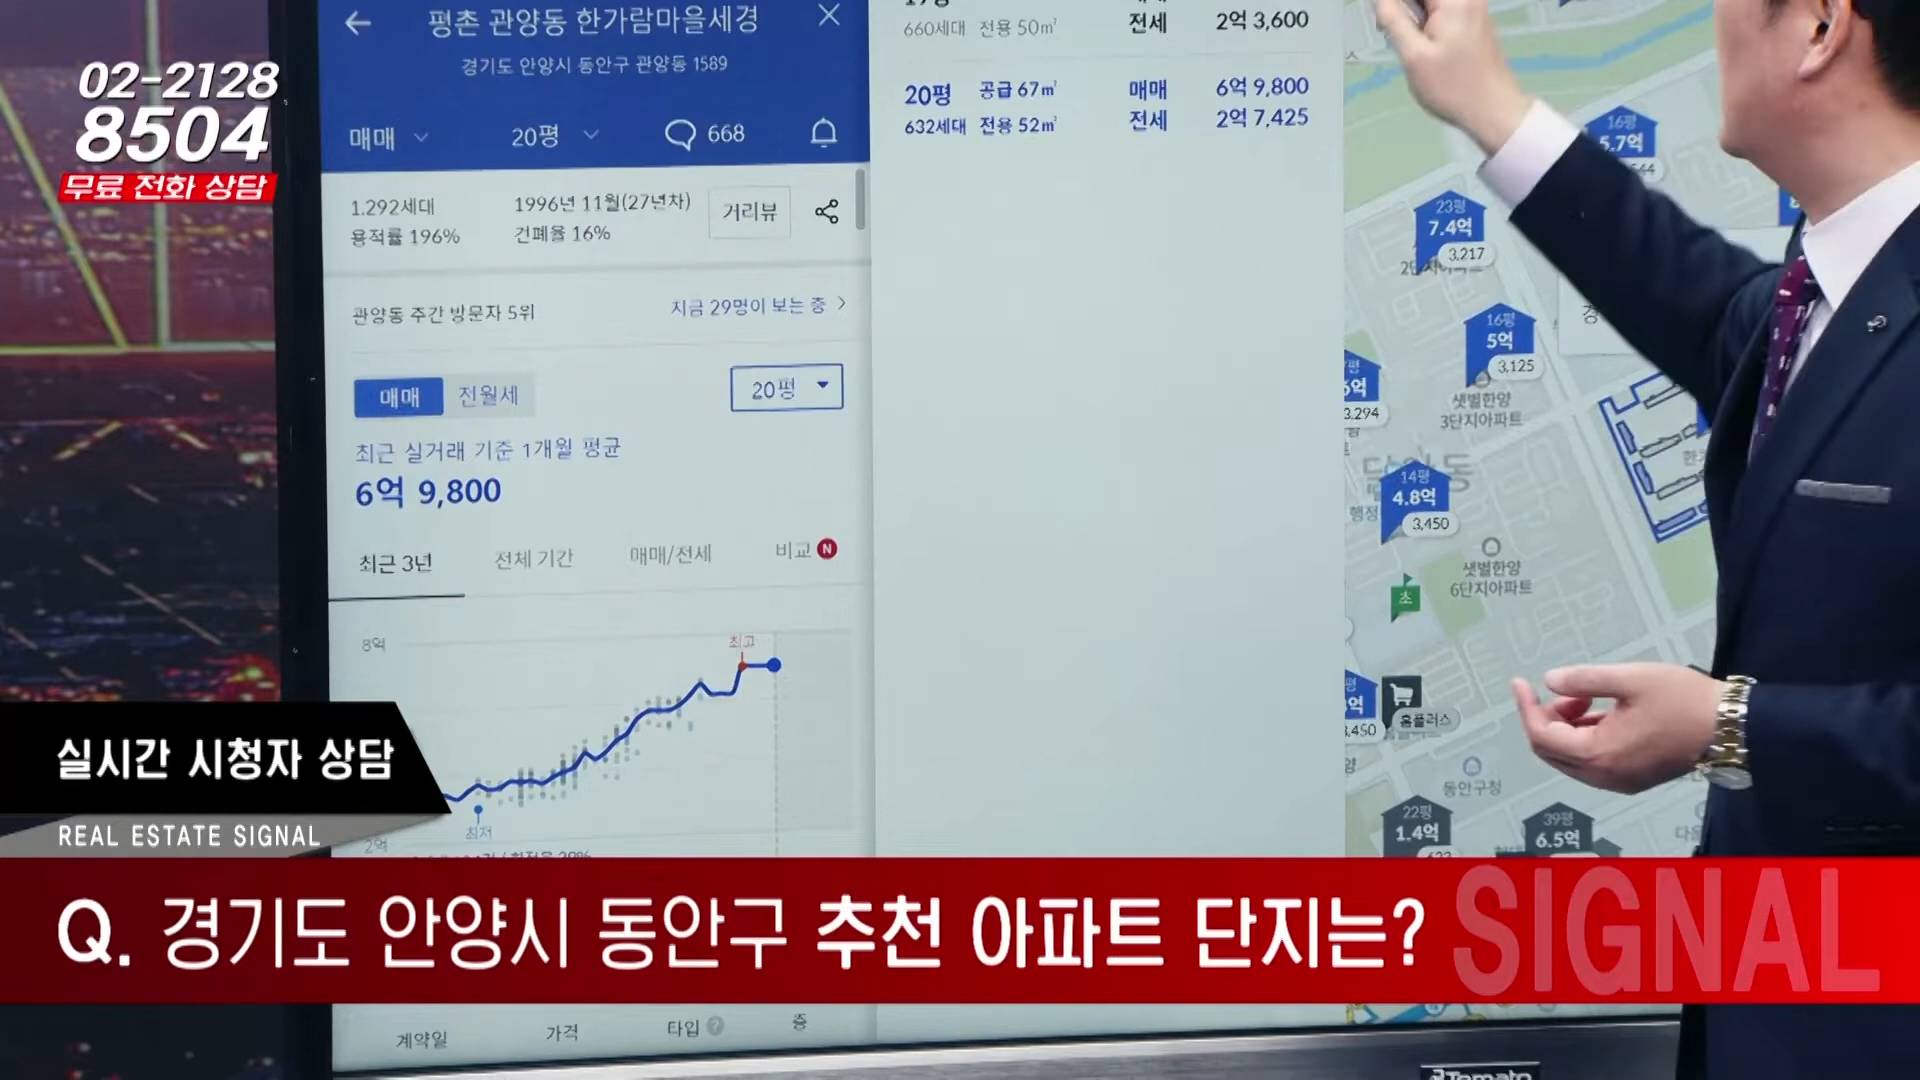 02-2128
8504
무료 전화 상담
평촌 관양동 한가람마을세경
경기도 안양시 동안구 관양동 1589
매매
20평
668
1.292세대
1996년 11월(27년차)
용적률 196%
건폐율 16%
거리뷰
관양동 주간 방문자 5위
지금 29명이 보는 중
매매
전월세
20평
최근 실거래 기준 1개월 평균
6억 9,800
최근 3년
전체 기간
매매/전세
비교 N
8억
최고
최저
2억
계약일
가격
타입
층
660세대 전용 50㎡
전세
2억 3,600
20평
공급 67㎡
매매
6억 9,800
632세대
전용 52㎡
전세
2억 7,425
16평
5.7억
23평
7.4억
3,217
16평
5억
3,125
샛별한양
3단지아파트
3,294
14평
4.8억
3,450
샛별한양
6단지아파트
초
홈플러스
동안구청
22평
1.4억
39평
6.5억
실시간 시청자 상담
REAL ESTATE SIGNAL
Q. 경기도 안양시 동안구 추천 아파트 단지는?
SIGNAL
Tomato